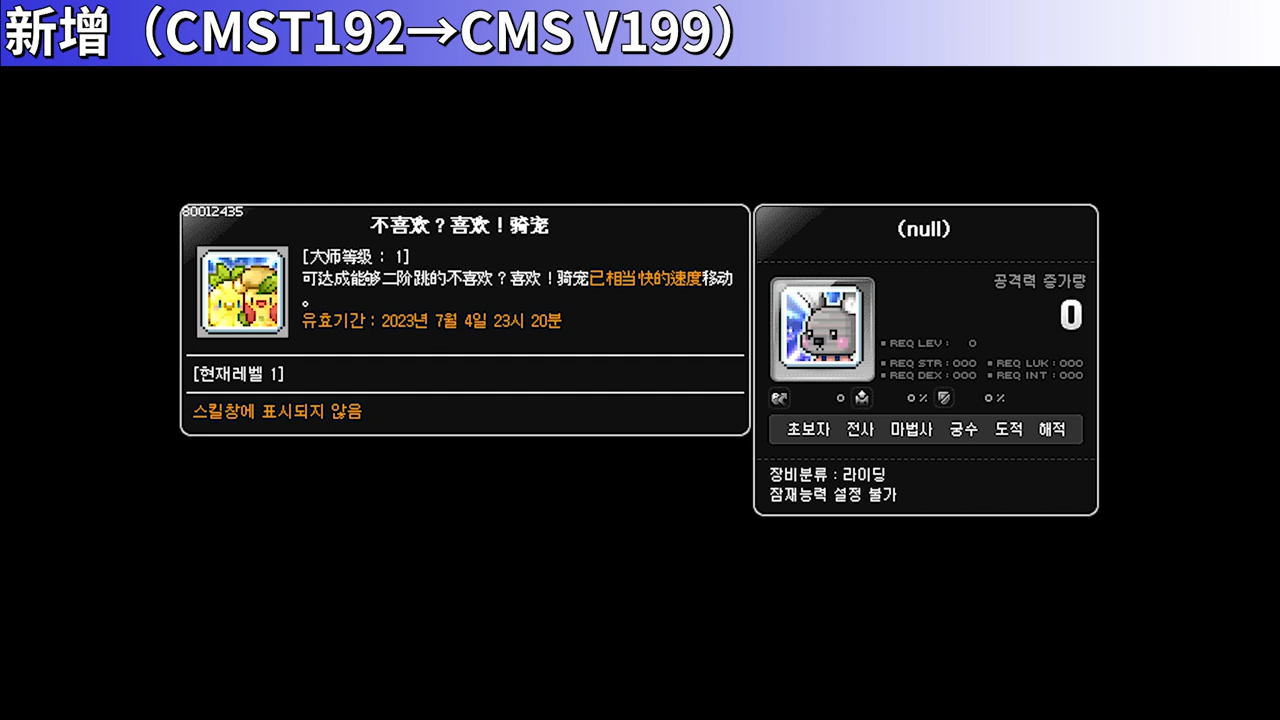 新增（CMST192→CMS V199）
80012435
不喜欢？喜欢！骑宠
[大师等级 : 1]
可达成能够二阶跳的不喜欢？喜欢！骑宠已相当快的速度移动
。
유효기간 : 2023년 7월 4일 23시 20분
[현재레벨 1]
스킬창에 표시되지 않음
(null)
공격력 증가량
0
REQ LEV : 0
REQ STR : 000 REQ LUK : 000
REQ DEX : 000 REQ INT : 000
0 0% 0%
초보자 전사 마법사 궁수 도적 해적
장비분류 : 라이딩
잠재능력 설정 불가